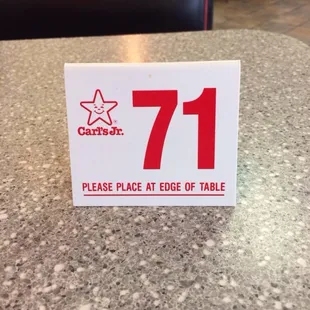 71
Carl's Jr.®
PLEASE PLACE AT EDGE OF TABLE